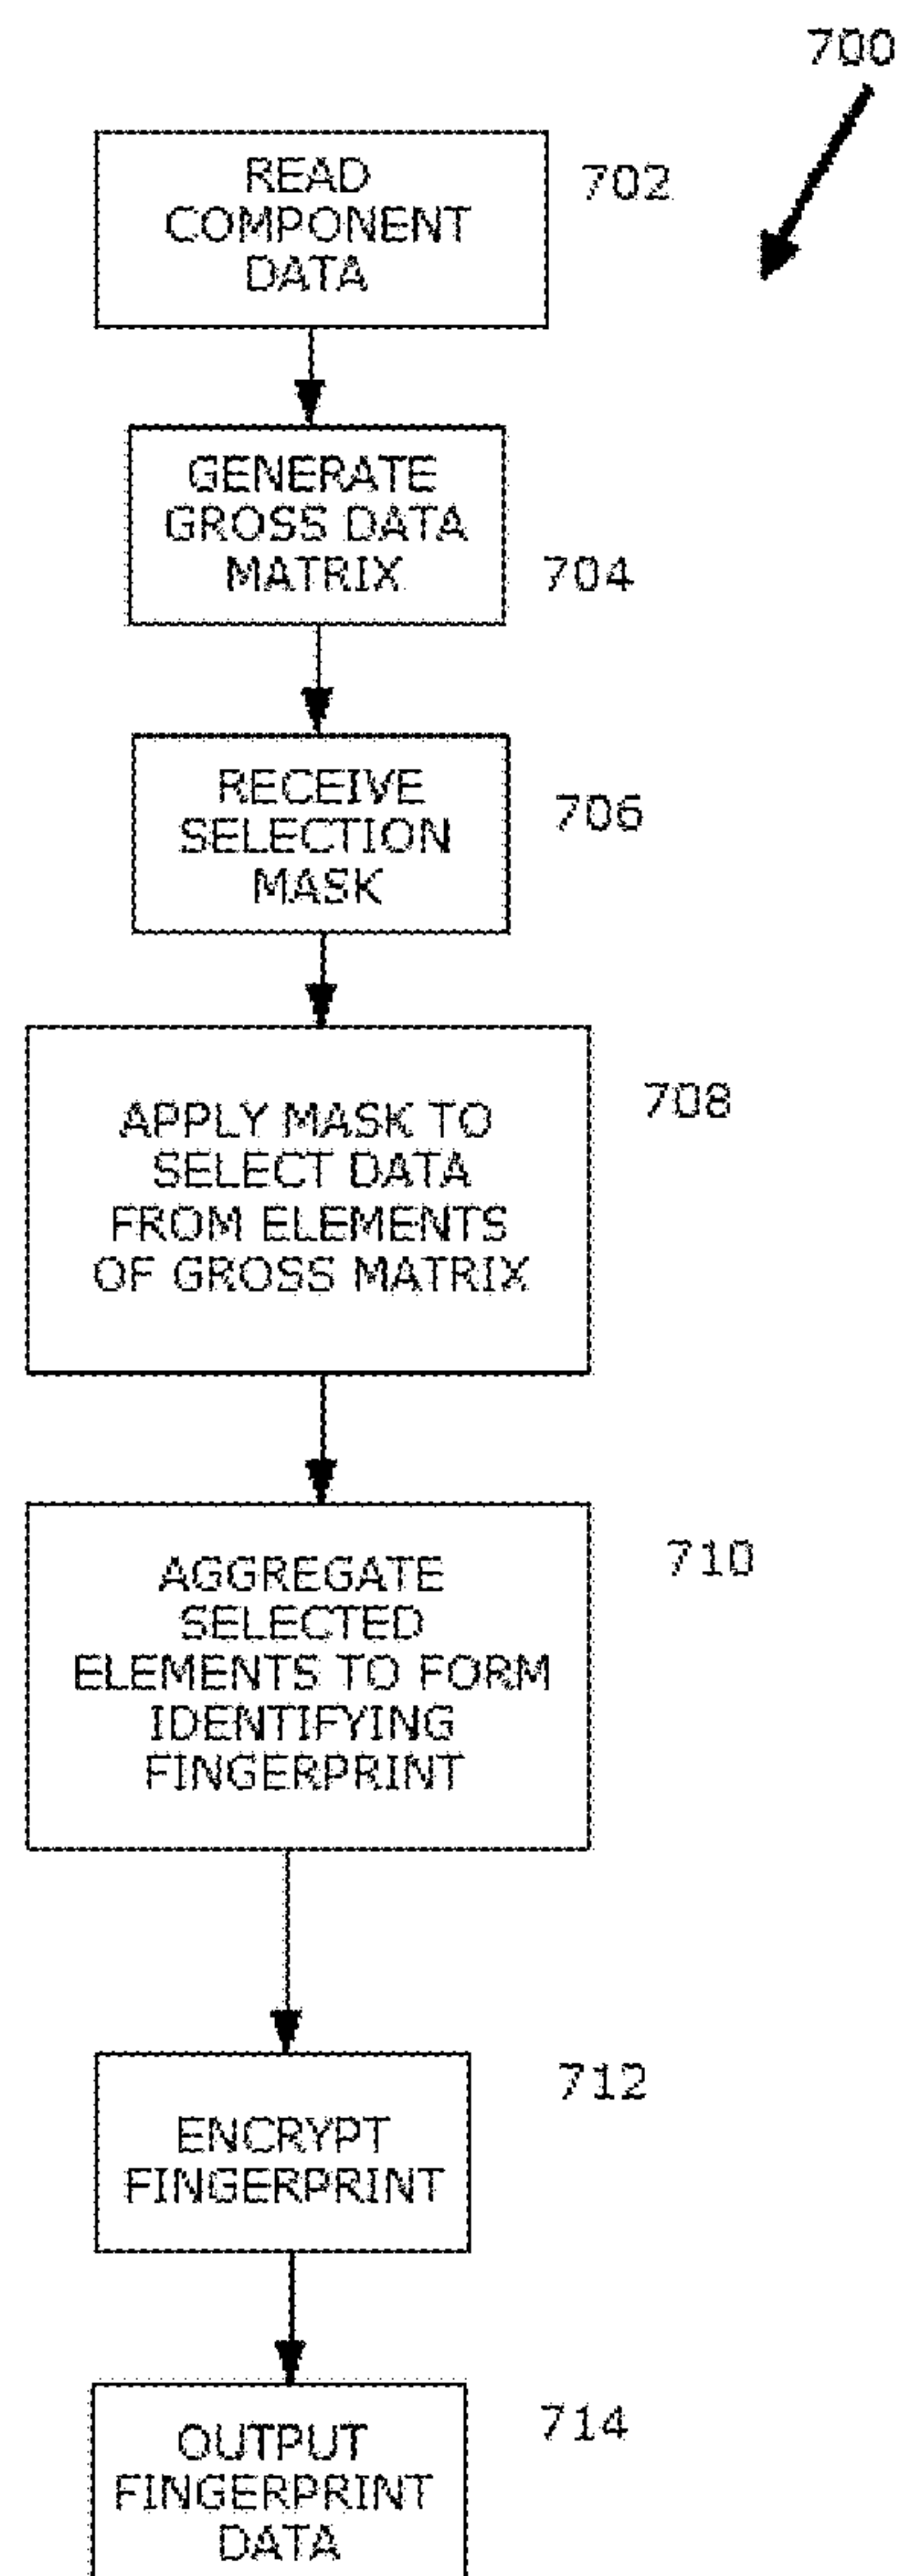 700
READ
COMPONENT
DATA
702
GENERATE
GROSS DATA
MATRIX
704
RECEIVE
SELECTION
MASK
706
APPLY MASK TO
SELECT DATA
FROM ELEMENTS
OF GROSS MATRIX
708
AGGREGATE
SELECTED
ELEMENTS TO FORM
IDENTIFYING
FINGERPRINT
710
ENCRYPT
FINGERPRINT
712
OUTPUT
FINGERPRINT
DATA
714